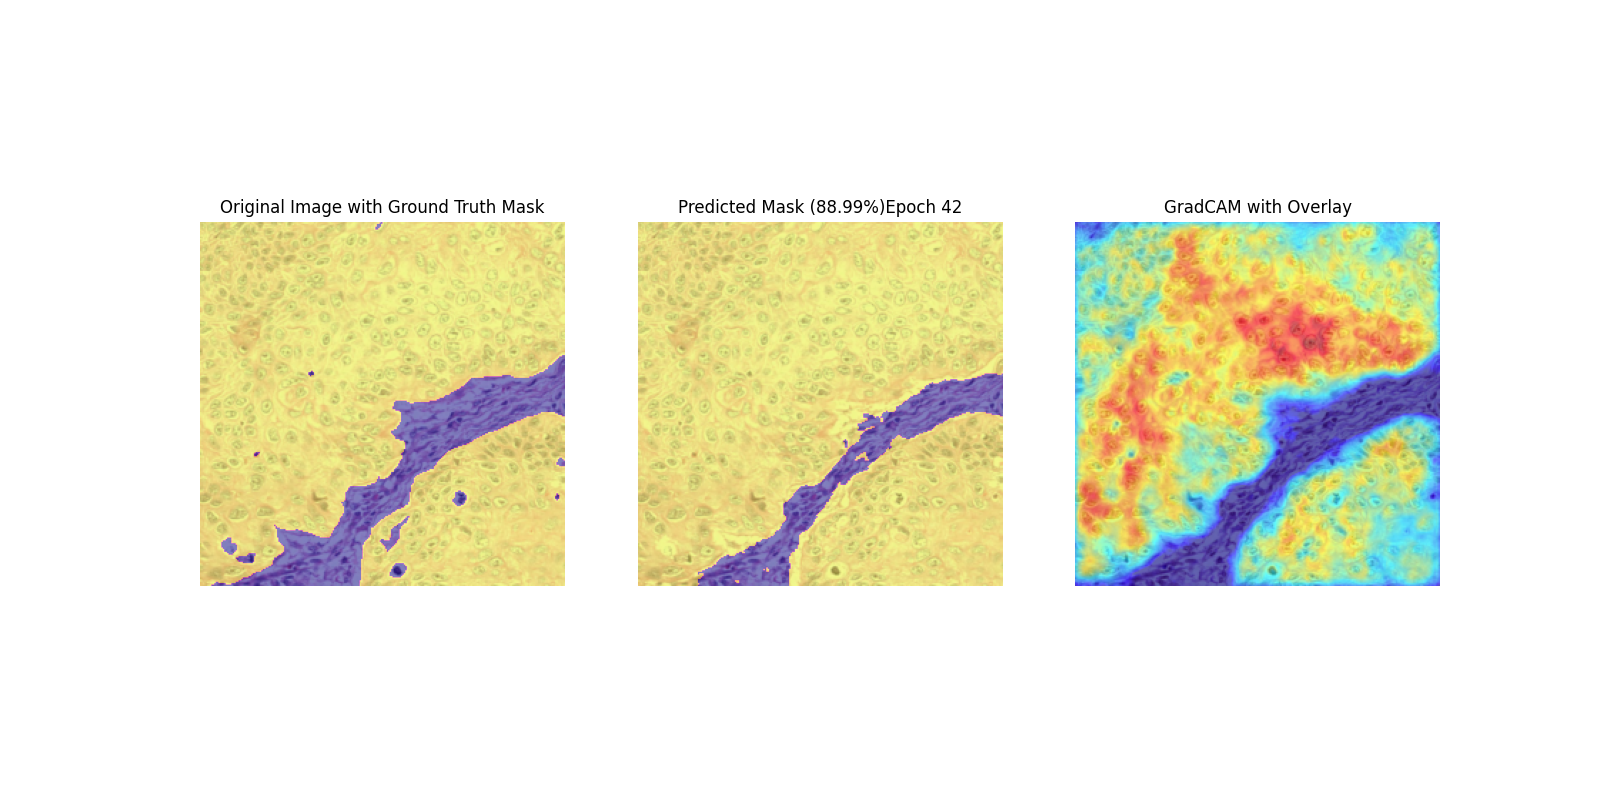 Original Image with Ground Truth Mask
Predicted Mask (88.99%)Epoch 42
GradCAM with Overlay